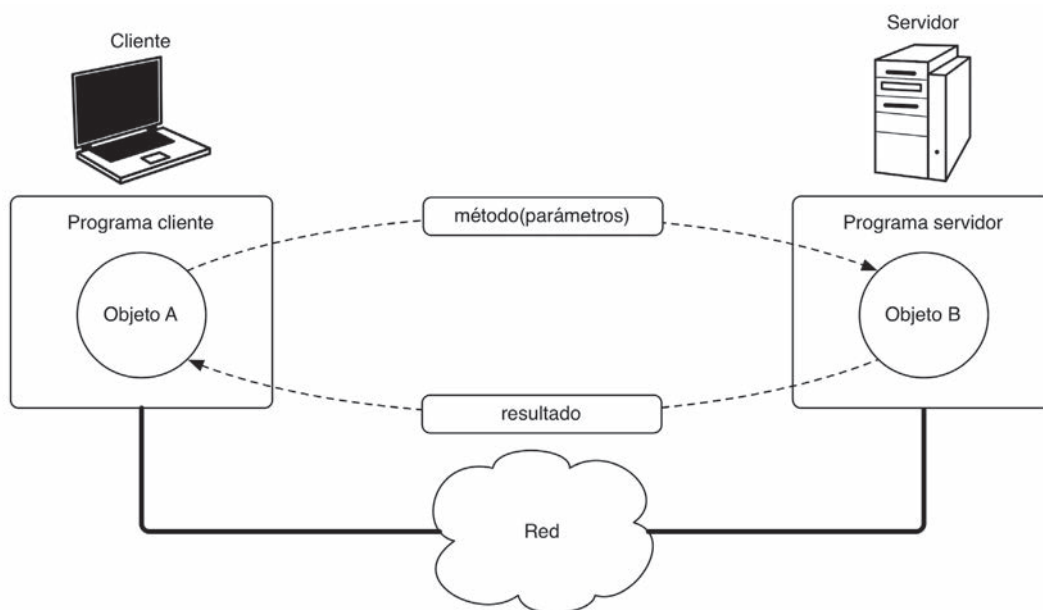 Cliente
Servidor
Programa cliente
método(parámetros)
Programa servidor
Objeto A
Objeto B
resultado
Red